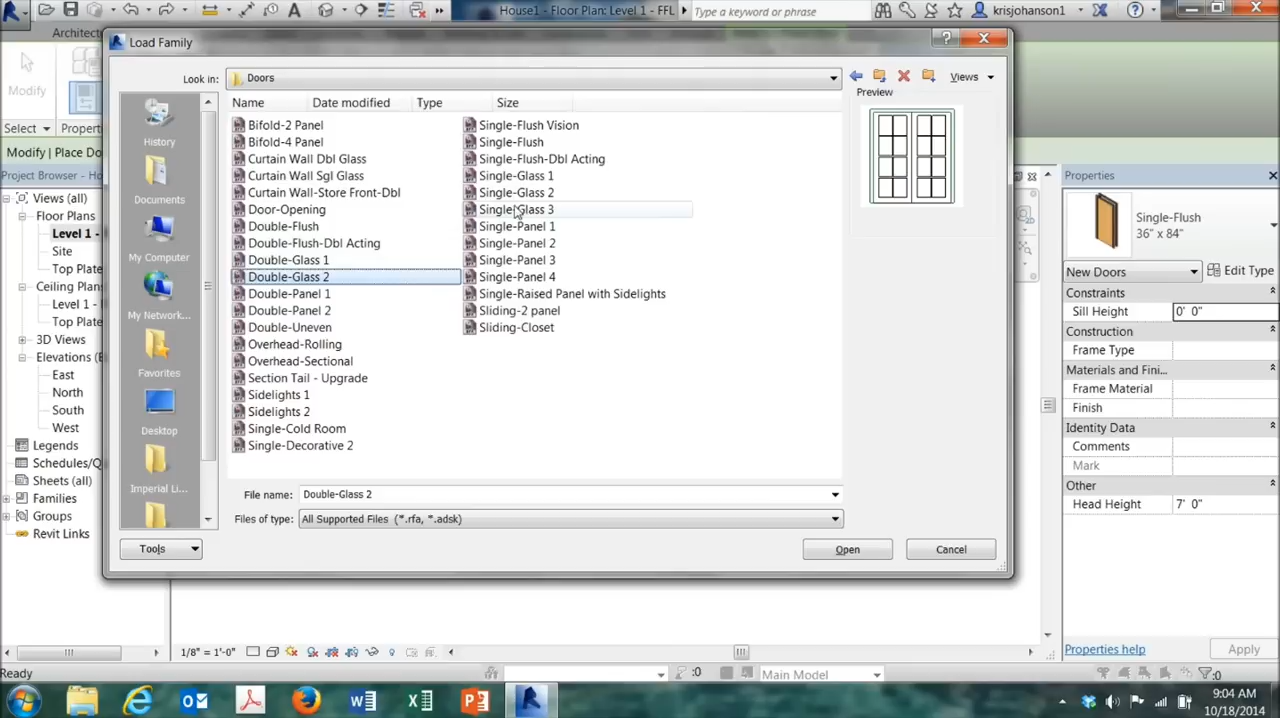 House1 - Floor Plan: Level 1 - FFL
Type a keyword or phrase
krisjohanson1
Load Family
Look in:
Doors
Views
Name
Date modified
Type
Size
Preview
Bifold-2 Panel
Bifold-4 Panel
Curtain Wall Dbl Glass
Curtain Wall Sgl Glass
Curtain Wall-Store Front-Dbl
Door-Opening
Double-Flush
Double-Flush-Dbl Acting
Double-Glass 1
Double-Glass 2
Double-Panel 1
Double-Panel 2
Double-Uneven
Overhead-Rolling
Overhead-Sectional
Section Tail - Upgrade
Sidelights 1
Sidelights 2
Single-Cold Room
Single-Decorative 2
Single-Flush Vision
Single-Flush
Single-Flush-Dbl Acting
Single-Glass 1
Single-Glass 2
Single-Glass 3
Single-Panel 1
Single-Panel 2
Single-Panel 3
Single-Panel 4
Single-Raised Panel with Sidelights
Sliding-2 panel
Sliding-Closet
History
Documents
My Computer
My Network...
Favorites
Desktop
Imperial Li...
File name:
Double-Glass 2
Files of type:
All Supported Files (*.rfa, *.adsk)
Tools
Open
Cancel
Architec
Modify
Select
Properti
Modify | Place Do
Project Browser - Ho
Views (all)
Floor Plans
Level 1 -
Site
Top Plate
Ceiling Plans
Level 1 -
Top Plate
3D Views
Elevations (
East
North
South
West
Legends
Schedules/Q
Sheets (all)
Families
Groups
Revit Links
Properties
Single-Flush
36" x 84"
New Doors
Edit Type
Constraints
Sill Height
0' 0"
Construction
Frame Type
Materials and Fini...
Frame Material
Finish
Identity Data
Comments
Mark
Other
Head Height
7' 0"
Properties help
Apply
1/8" = 1'-0"
Ready
:0
Main Model
:0
9:04 AM
10/18/2014